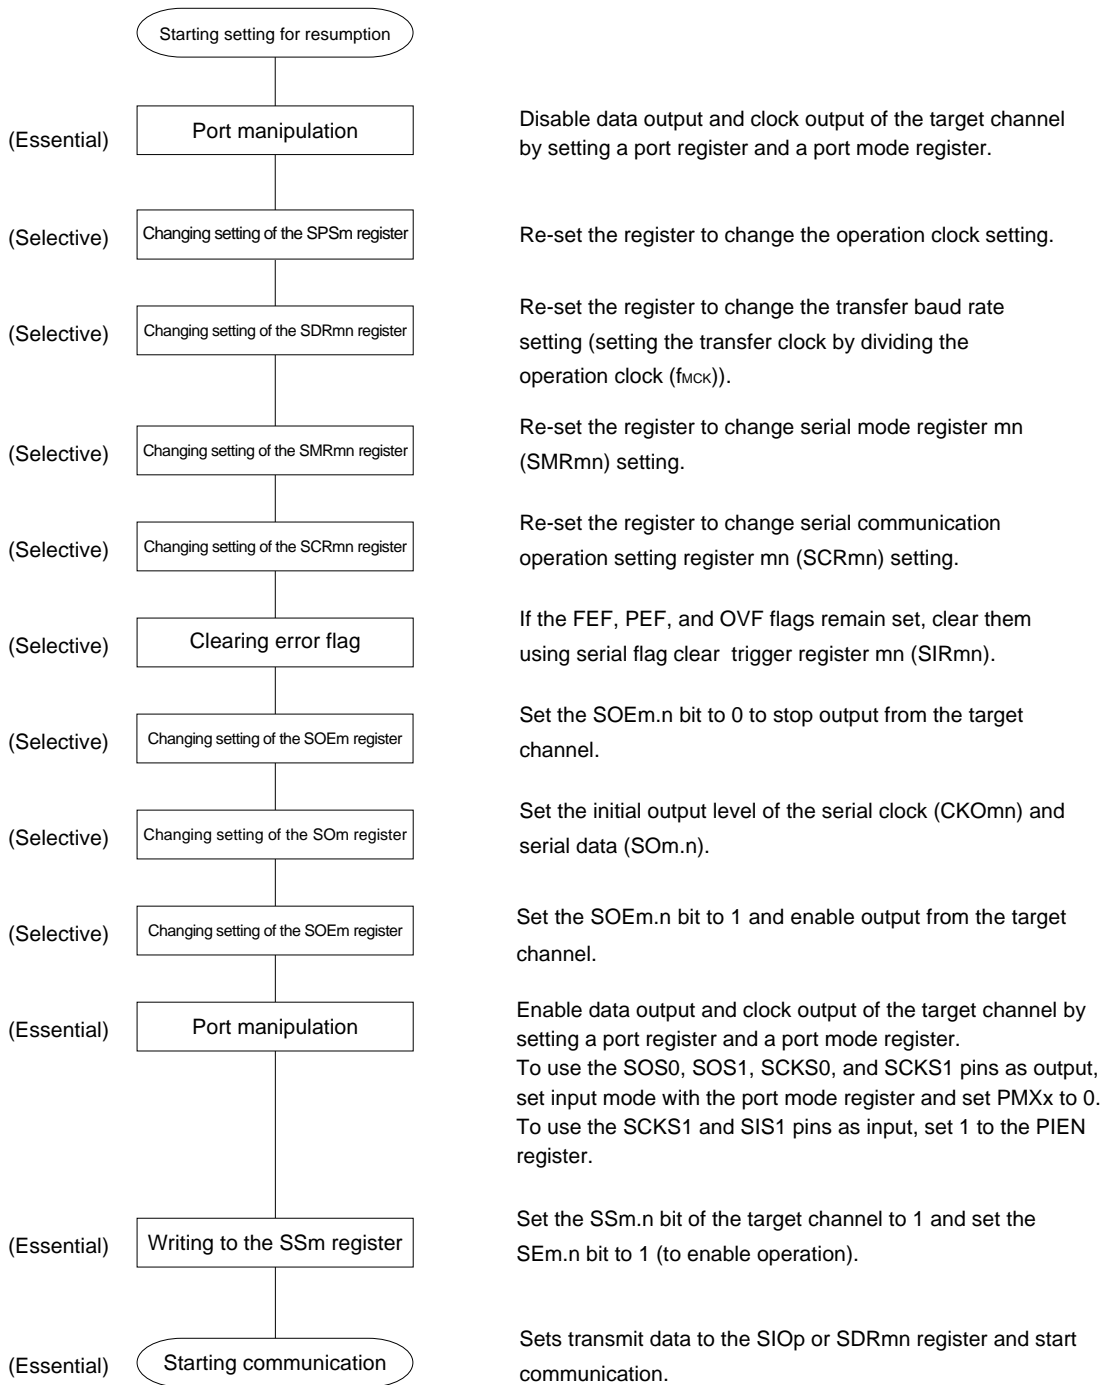 Starting setting for resumption
(Essential)
Port manipulation
Disable data output and clock output of the target channel
by setting a port register and a port mode register.
(Selective)
Changing setting of the SPSm register
Re-set the register to change the operation clock setting.
(Selective)
Changing setting of the SDRmn register
Re-set the register to change the transfer baud rate
setting (setting the transfer clock by dividing the
operation clock (fMCK)).
(Selective)
Changing setting of the SMRmn register
Re-set the register to change serial mode register mn
(SMRmn) setting.
(Selective)
Changing setting of the SCRmn register
Re-set the register to change serial communication
operation setting register mn (SCRmn) setting.
(Selective)
Clearing error flag
If the FEF, PEF, and OVF flags remain set, clear them
using serial flag clear trigger register mn (SIRmn).
(Selective)
Changing setting of the SOEm register
Set the SOEm.n bit to 0 to stop output from the target
channel.
(Selective)
Changing setting of the SOm register
Set the initial output level of the serial clock (CKOmn) and
serial data (SOm.n).
(Selective)
Changing setting of the SOEm register
Set the SOEm.n bit to 1 and enable output from the target
channel.
(Essential)
Port manipulation
Enable data output and clock output of the target channel by
setting a port register and a port mode register.
To use the SOS0, SOS1, SCKS0, and SCKS1 pins as output,
set input mode with the port mode register and set PMXx to 0.
To use the SCKS1 and SIS1 pins as input, set 1 to the PIEN
register.
(Essential)
Writing to the SSm register
Set the SSm.n bit of the target channel to 1 and set the
SEm.n bit to 1 (to enable operation).
(Essential)
Starting communication
Sets transmit data to the SIOp or SDRmn register and start
communication.